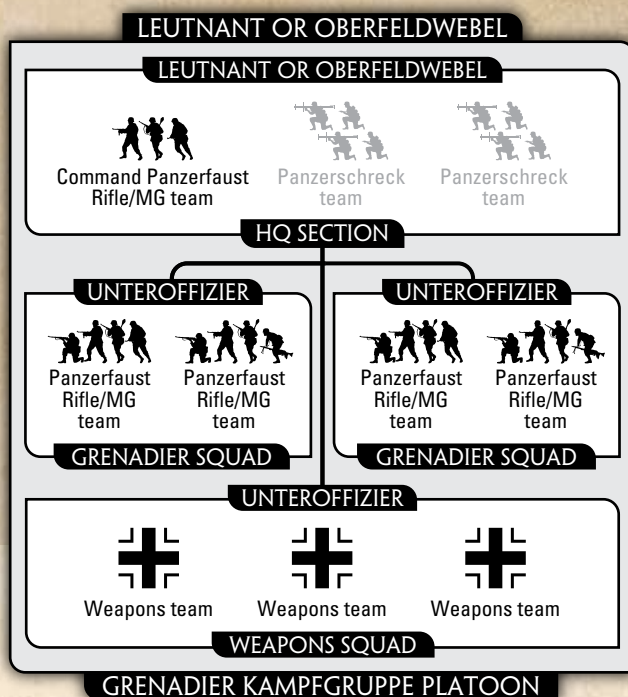 LEUTNANT OR OBERFELDWEBEL
LEUTNANT OR OBERFELDWEBEL
Command Panzerfaust
Rifle/MG team
Panzerschreck
team
Panzerschreck
team
HQ SECTION
UNTEROFFIZIER
Panzerfaust
Rifle/MG
team
Panzerfaust
Rifle/MG
team
GRENADIER SQUAD
UNTEROFFIZIER
Panzerfaust
Rifle/MG
team
Panzerfaust
Rifle/MG
team
GRENADIER SQUAD
UNTEROFFIZIER
Weapons team
Weapons team
Weapons team
WEAPONS SQUAD
GRENADIER KAMPFGRUPPE PLATOON